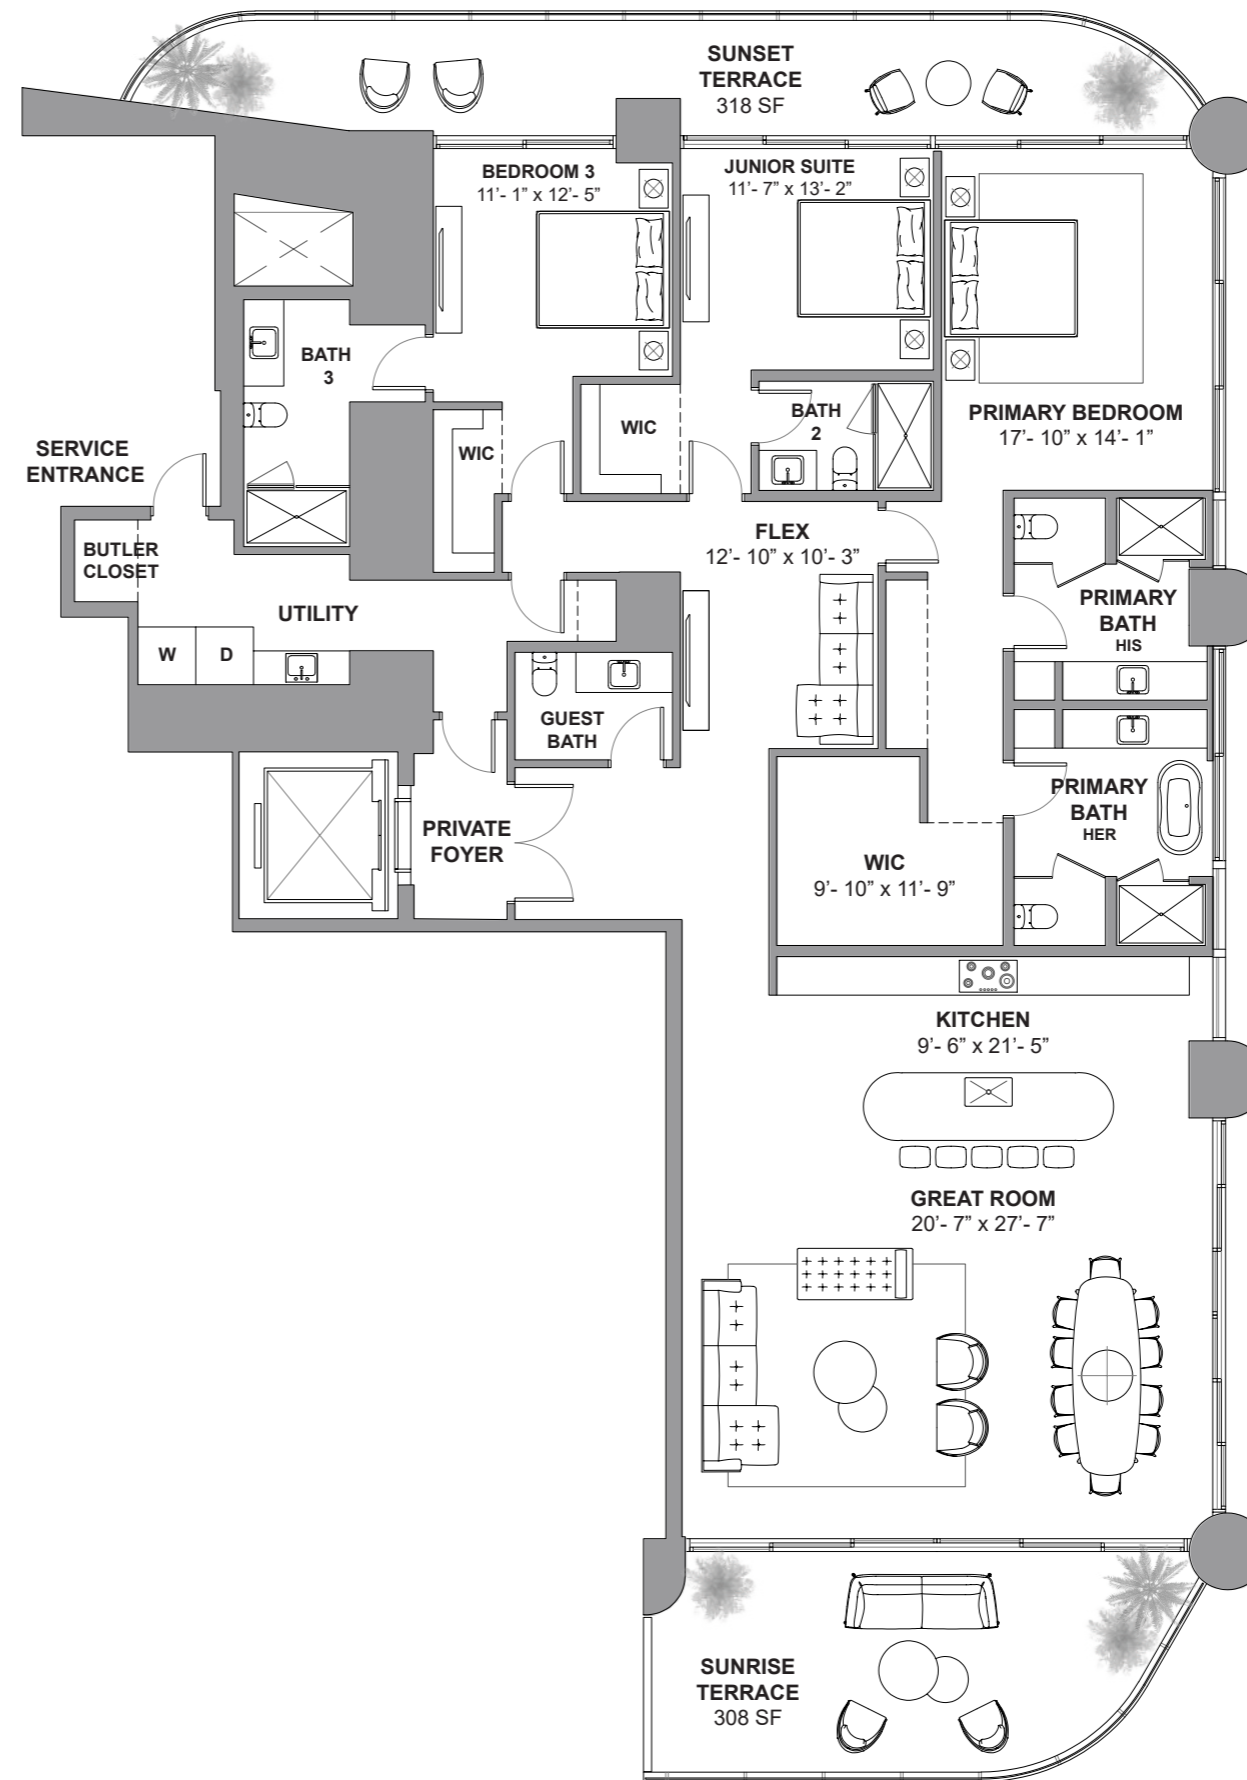 SUNSET
TERRACE
318 SF
BEDROOM 3
11’- 1” x 12’- 5”
JUNIOR SUITE
11’- 7” x 13’- 2”
BATH
3
WIC
WIC
BATH
2
PRIMARY BEDROOM
17’- 10” x 14’- 1”
SERVICE
ENTRANCE
BUTLER
CLOSET
FLEX
12’- 10” x 10’- 3”
UTILITY
W
D
PRIMARY
BATH
HIS
GUEST
BATH
PRIVATE
FOYER
PRIMARY
BATH
HER
WIC
9’- 10” x 11’- 9”
KITCHEN
9’- 6” x 21’- 5”
GREAT ROOM
20’- 7” x 27’- 7”
SUNRISE
TERRACE
308 SF